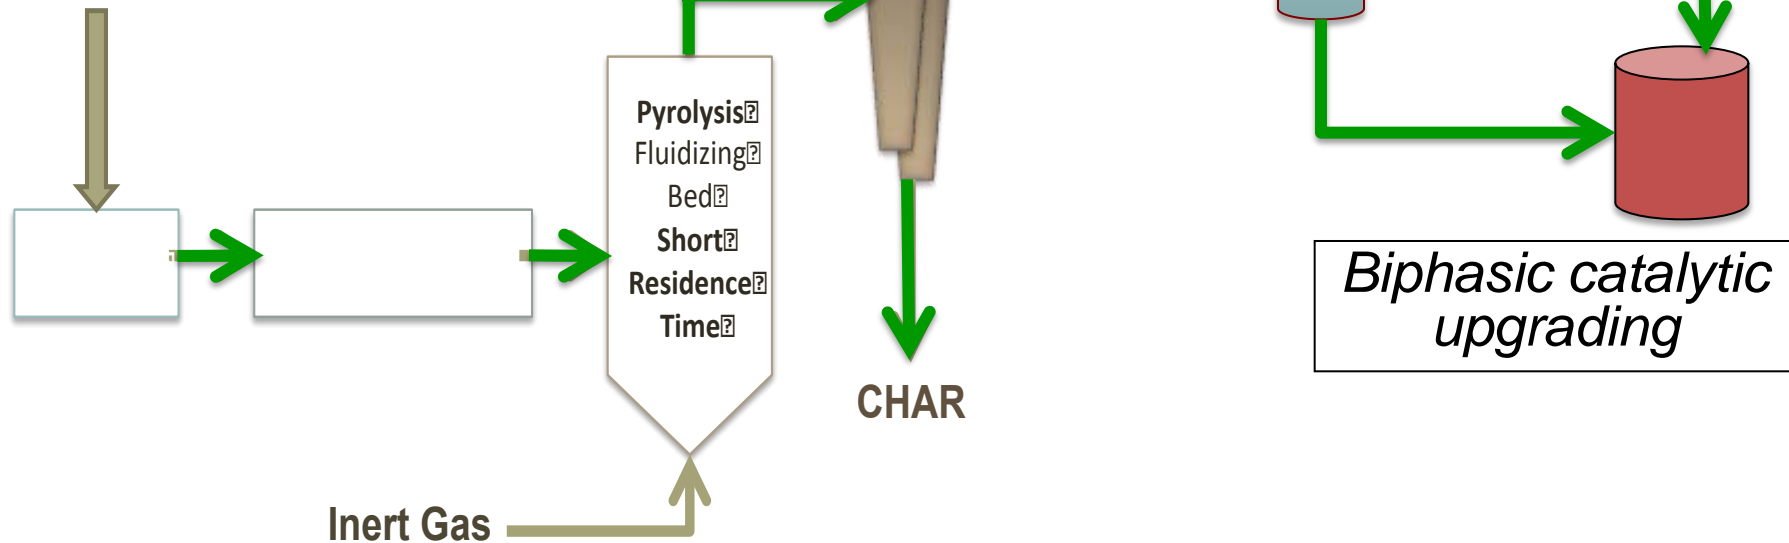 Pyrolysis
Fluidizing
Bed
Short
Residence
Time
CHAR
Inert Gas
Biphasic catalytic
upgrading